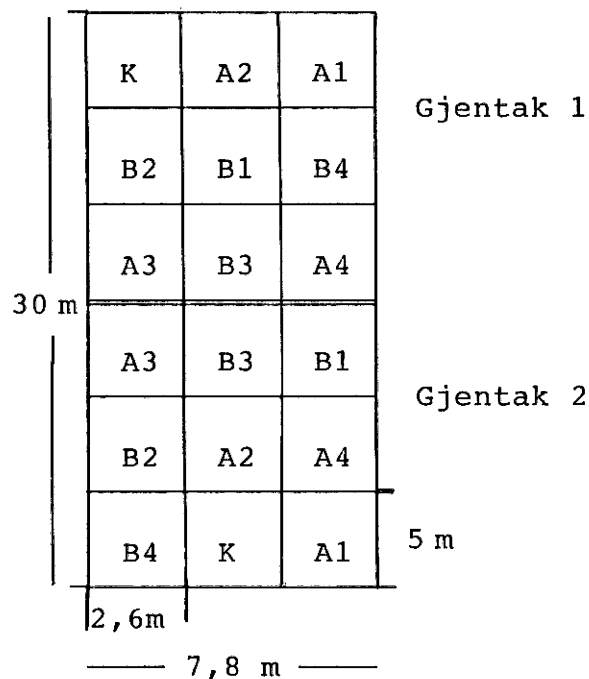 K A2 A1
Gjentak 1
B2 B1 B4
A3 B3 A4
30 m
A3 B3 B1
Gjentak 2
B2 A2 A4
B4 K A1
5 m
2,6m
7,8 m